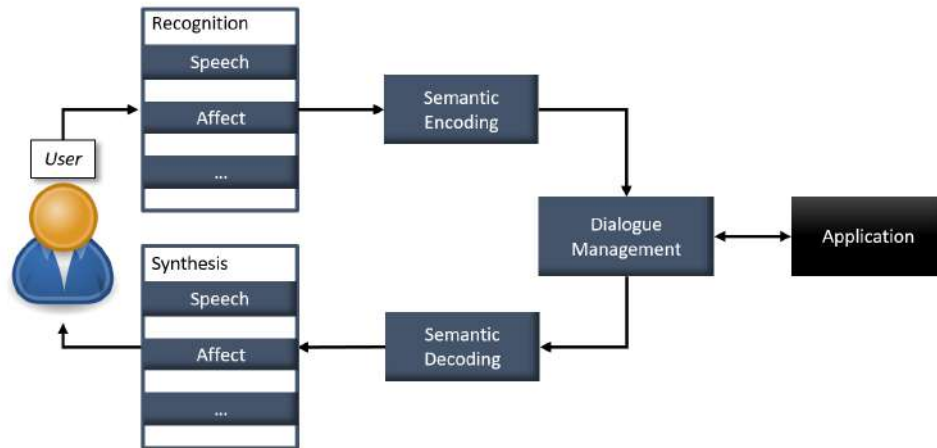 Recognition
Speech
Affect
...
User
Semantic
Encoding
Dialogue
Management
Application
Synthesis
Speech
Affect
...
Semantic
Decoding